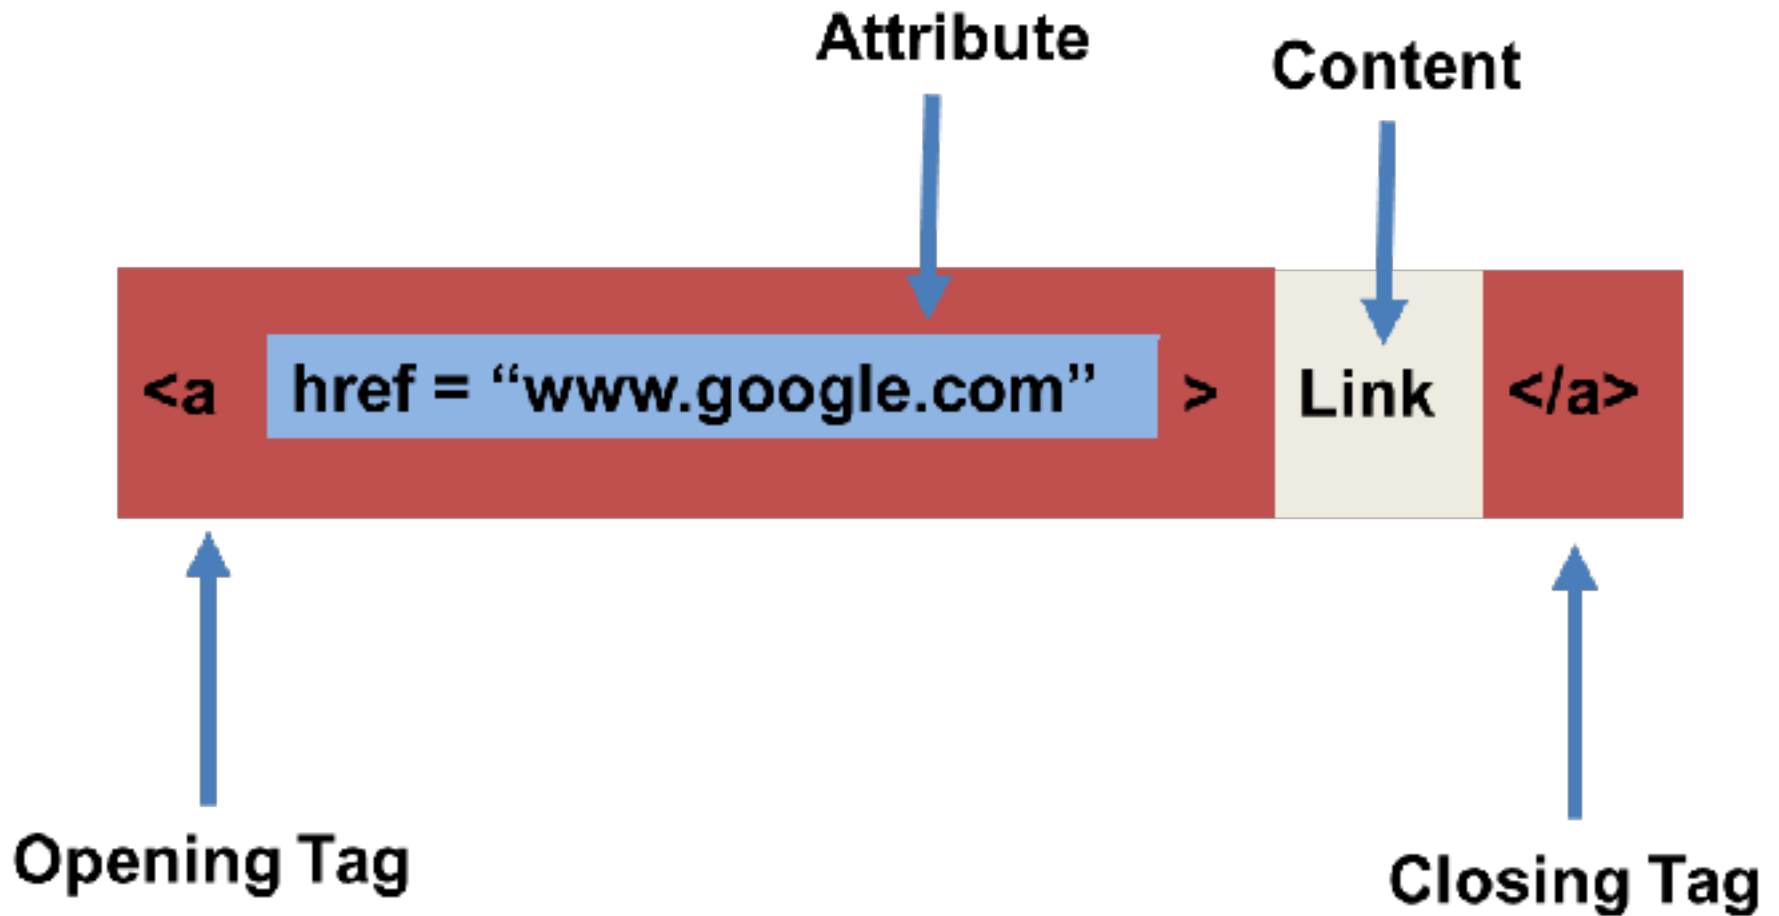 Attribute
Content
<a href = “www.google.com” > Link </a>
Opening Tag
Closing Tag